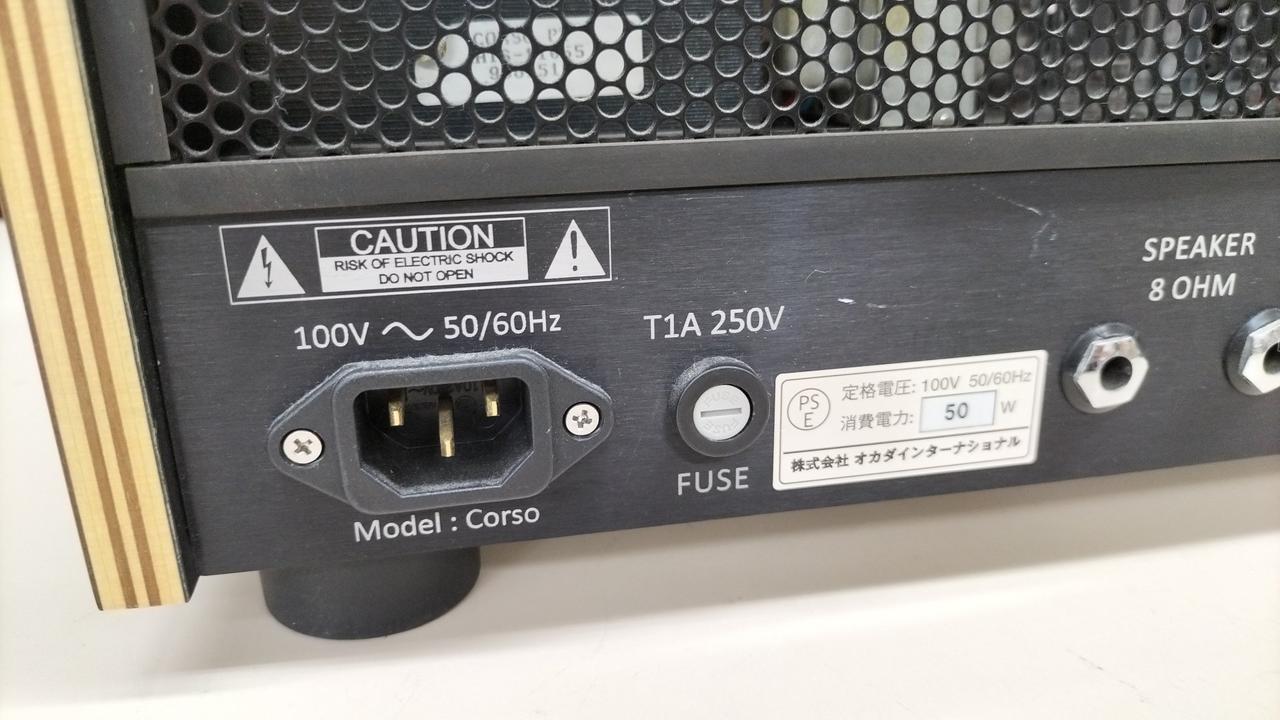 CAUTION
RISK OF ELECTRIC SHOCK
DO NOT OPEN
100V ～ 50/60Hz
T1A 250V
SPEAKER
8 OHM
PS
E
定格電圧: 100V 50/60Hz
消費電力: 50 W
株式会社 オカダインターナショナル
FUSE
Model : Corso